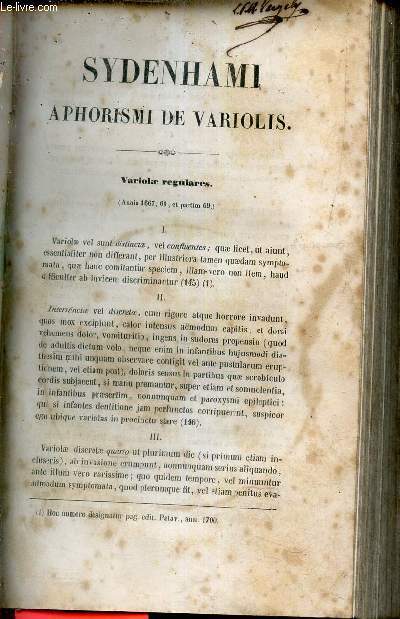 www.le-livre.com
SYDENHAMI
APHORISMI DE VARIOLIS.
Variolæ regulares.
(Annis 1667, 68, et partim 69.)
I.
Variolæ vel sunt distinctæ, vel confluentes; quæ licet, ut aiunt,
essentialiter non differant, per illustriora tamen quædam sympto-
mata, quæ hanc comitantur speciem, illam vero non item, haud
difficulter ab invicem discriminantur (145) (1).
II.
vel discretæ, cum rigore atque horrore invadunt,
quos mox excipiunt, calor intensus admodum capitis et dorsi
vehemens dolor, vomituritio, ingens in sudores propensio (quod
de adultis dictum volo, neque enim in infantibus hujusmodi dia-
mihi unquam observare contigit vel ante pustularum erup-
tionem, vel etiam post), doloris sensus in partibus quæ scrobiculo
cordis subjacent, si manu premantur, stupor etiam et somnolentia,
in infantibus præsertim, nonnunquam et paroxysmi epileptici:
qui si infantes dentitione jam perfunctos corripuerint, suspicor
ubique variolas in procinctu stare (146).
III.
Variolæ discretæ quarto ut plurimum die (si primum etiam in-
cluseris), ab invasione erumpunt, nonnunquam serius aliquando,
ante illum vero rarissime; quo quidem tempore, vel minuuntur
admodum symptomata, quod plerumque fit, vel etiam penitus eva-
(1) Hoc numero designatur pag. edit. Petav., ann. 1700.